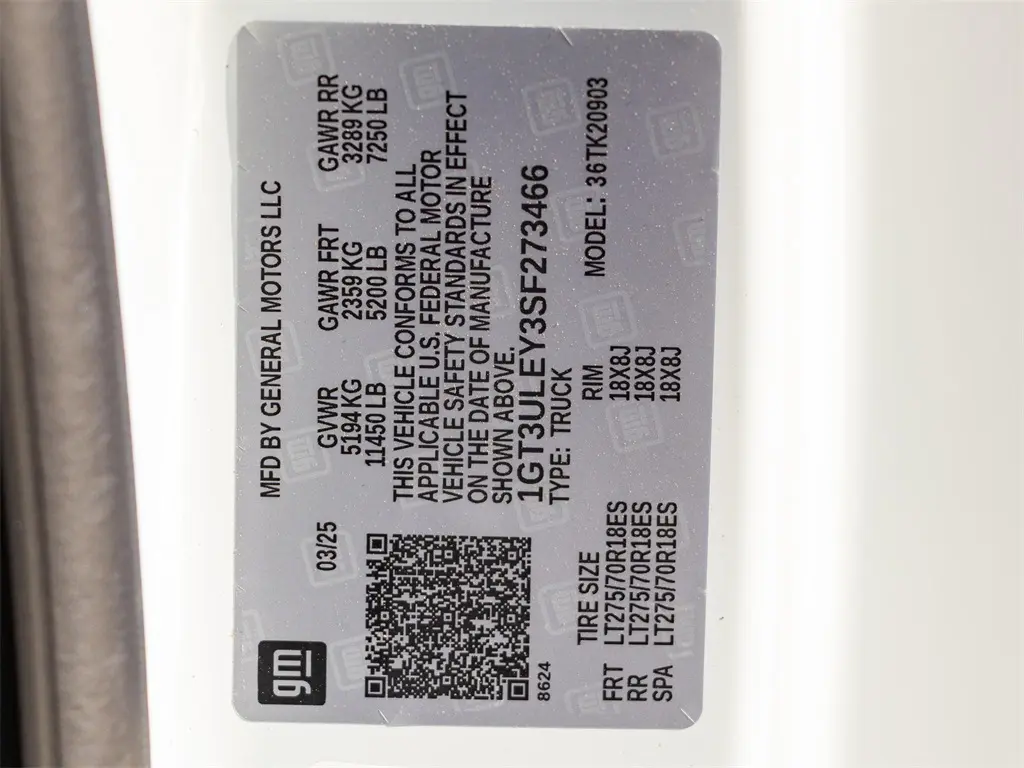 gm
MFD BY GENERAL MOTORS LLC
03/25
GVWR GAWR FRT GAWR RR
5194 KG 2359 KG 3289 KG
11450 LB 5200 LB 7250 LB
THIS VEHICLE CONFORMS TO ALL
APPLICABLE U.S. FEDERAL MOTOR
VEHICLE SAFETY STANDARDS IN EFFECT
ON THE DATE OF MANUFACTURE
SHOWN ABOVE.
1GT3ULEY3SF273466
8624
TYPE: TRUCK
MODEL: 36TK20903
TIRE SIZE RIM
FRT LT275/70R18ES 18X8J
RR LT275/70R18ES 18X8J
SPA LT275/70R18ES 18X8J